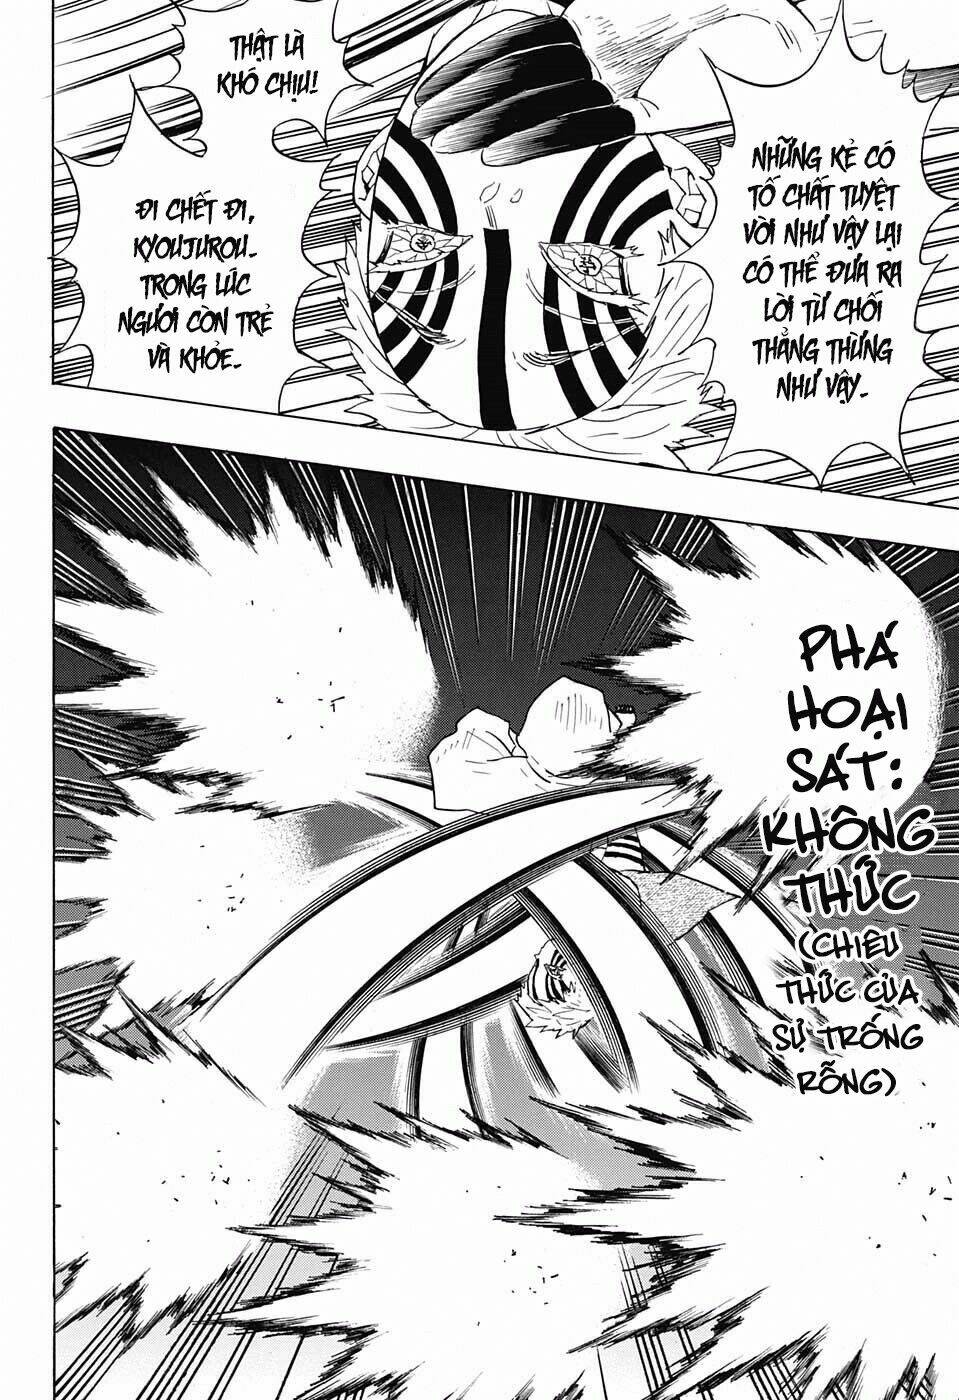 NHỮNG KẺ CÓ
TỐ CHẤT TUYỆT
VỜI NHƯ VẬY LẠI
CÓ THỂ ĐƯA RA
LỜI TỪ CHỐI
THẲNG THỪNG
NHƯ VẬY..
THẬT LÀ
KHÓ CHỊU!
ĐI CHẾT ĐI,
KYOUJUROU..
TRONG LÚC
NGƯƠI CÒN TRẺ
VÀ KHỎE..
PHÁ
HOẠI
SÁT:
KHÔNG
THỨC
(CHIÊU
THỨC CỦA
SỰ TRỐNG
RỖNG)